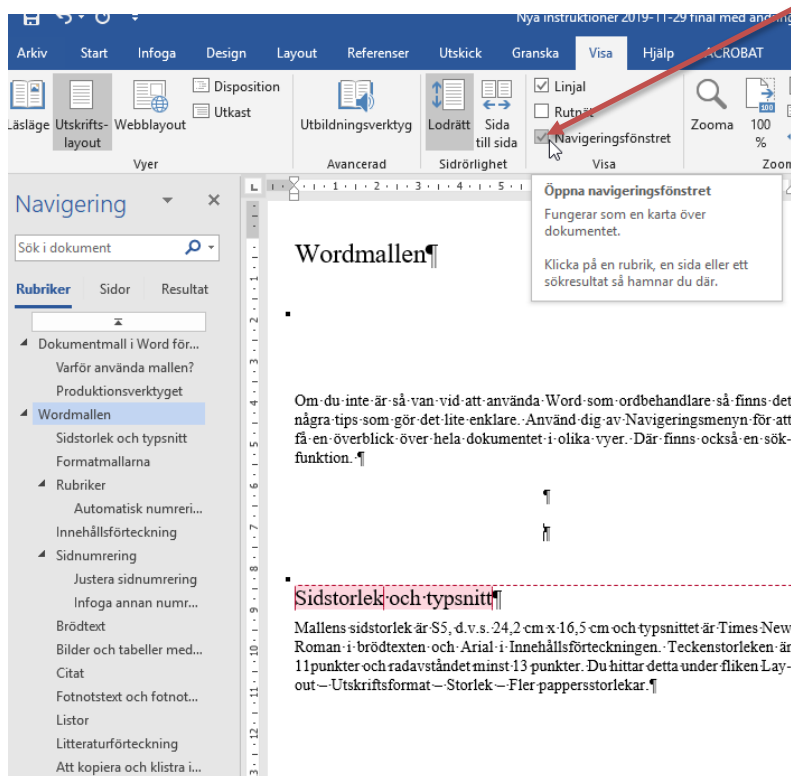 Nya instruktioner 2019-11-29 final med ändring
Arkiv Start Infoga Design Layout Referenser Utskick Granska Visa Hjälp ACROBAT
Läsläge Utskrifts-layout Webblayout Disposition Utkast
Utbildningsverktyg
Lodrätt Sida till sida
Linjal
Rutnät
Navigeringsfönstret
Zooma 100 %
Vyer Avancerad Sidrörlighet Visa
Navigering
Sök i dokument
Rubriker Sidor Resultat
Dokumentmall i Word för...
Varför använda mallen?
Produktionsverktyget
Wordmallen
Sidstorlek och typsnitt
Formatmallarna
Rubriker
Automatisk numreri...
Innehållsförteckning
Sidnumrering
Justera sidnumrering
Infoga annan numr...
Brödtext
Bilder och tabeller med...
Citat
Fotnotstext och fotnot...
Listor
Litteraturförteckning
Att kopiera och klistra i...
Öppna navigeringsfönstret
Fungerar som en karta över
dokumentet.
Klicka på en rubrik, en sida eller ett
sökresultat så hamnar du där.
Wordmallen¶
Om du inte är så van vid att använda Word som ordbehandlare så finns det
några tips som gör det lite enklare. Använd dig av Navigeringsmenyn för att
få en överblick över hela dokumentet i olika vyer. Där finns också en sök-
funktion. ¶
¶
¶
Sidstorlek och typsnitt¶
Mallens sidstorlek är S5, d.v.s. 24,2 cm x 16,5 cm och typsnittet är Times New
Roman i brödtexten och Arial i Innehållsförteckningen. Teckenstorleken är
11punkter och radavståndet minst 13 punkter. Du hittar detta under fliken Lay-
out – Utskriftsformat – Storlek – Fler pappersstorlekar.¶